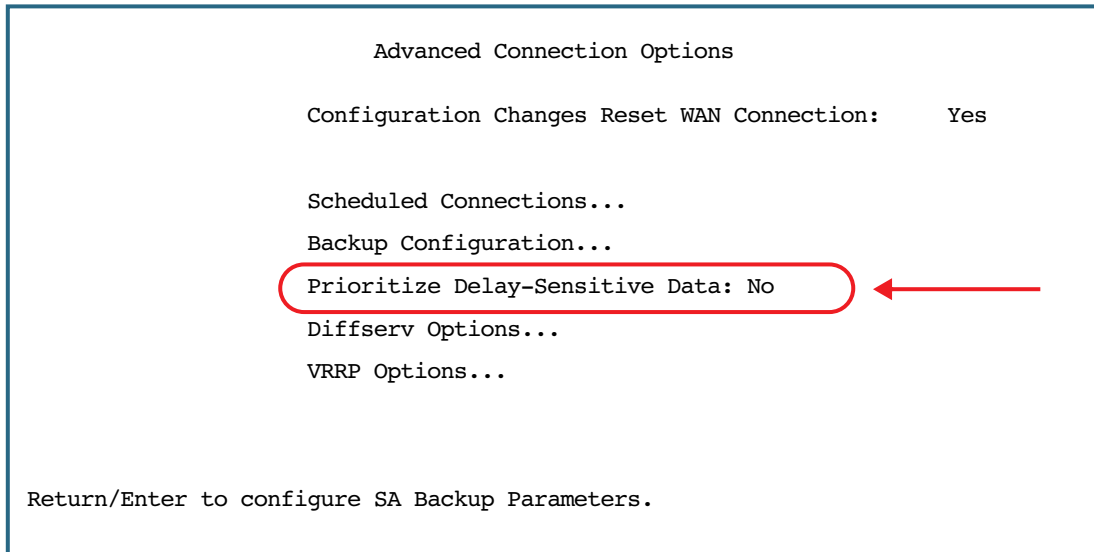 Advanced Connection Options
Configuration Changes Reset WAN Connection: Yes
Scheduled Connections...
Backup Configuration...
Prioritize Delay-Sensitive Data: No
Diffserv Options...
VRRP Options...
Return/Enter to configure SA Backup Parameters.